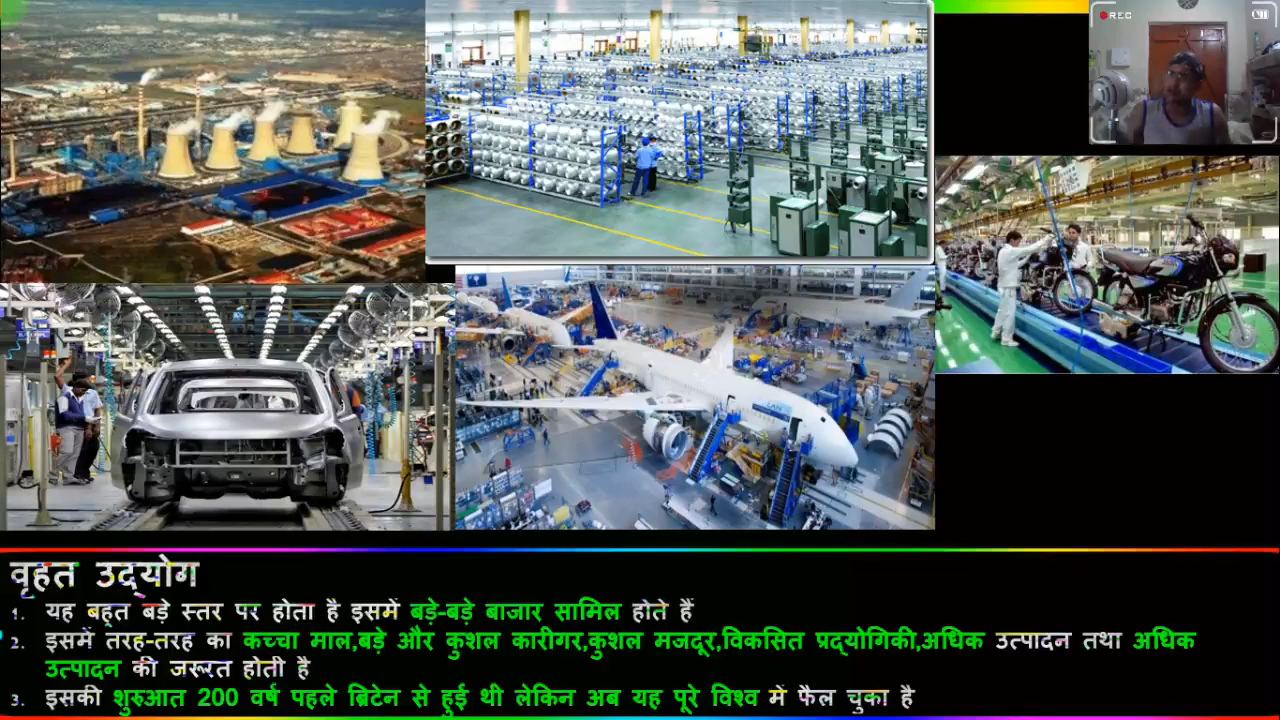 REC
वृहत उद्योग
1. यह बहुत बड़े स्तर पर होता है इसमें बड़े-बड़े बाजार सामिल होते हैं
2. इसमें तरह-तरह का कच्चा माल,बड़े और कुशल कारीगर,कुशल मजदूर,विकसित प्रद्योगिकी,अधिक उत्पादन तथा अधिक
उत्पादन की जरूरत होती है
3. इसकी शुरुआत 200 वर्ष पहले ब्रिटेन से हुई थी लेकिन अब यह पूरे विश्व में फैल चुका है